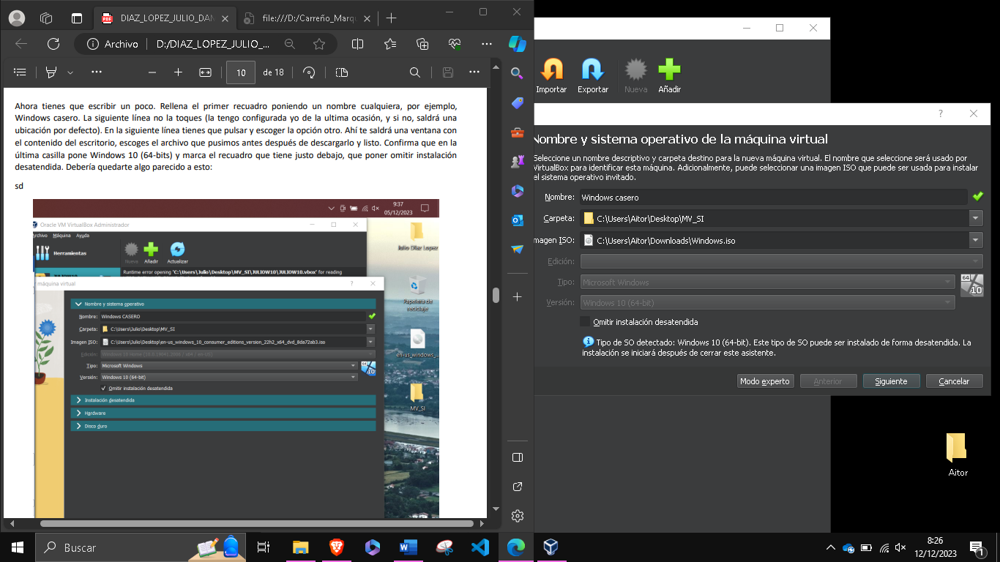 DIAZ_LOPEZ_JULIO_DAN
file:///D:/Carreño_Marq
Archivo
D:/DIAZ_LOPEZ_JULIO_...
10
de 18
Ahora tienes que escribir un poco. Rellena el primer recuadro poniendo un nombre cualquiera, por ejemplo,
Windows casero. La siguiente línea no la toques (la tengo configurada yo de la ultima ocasión, y si no, saldrá una
ubicación por defecto). En la siguiente línea tienes que pulsar y escoger la opción otro. Ahí te saldrá una ventana con
el contenido del escritorio, escoges el archivo que pusimos antes después de descargarlo y listo. Confirma que en la
última casilla pone Windows 10 (64-bits) y marca el recuadro que tiene justo debajo, que poner omitir instalación
desatendida. Debería quedarte algo parecido a esto:
sd
9:37
05/12/2023
Oracle VM VirtualBox Administrador
Archivo Máquina Ayuda
Herramientas
Nueva
Añadir
Actualizar
Runtime error opening 'C:\Users\Julio\Desktop\MV_SI\JULIOW10\JULIOW10.vbox' for reading
máquina virtual
Nombre y sistema operativo
Nombre: Windows CASERO
Carpeta: C:\Users\Julio\Desktop\MV_SI
Imagen ISO: C:\Users\Julio\Desktop\en-us_windows_10_consumer_editions_version_22h2_x64_dvd_8da72ab3.iso
Edición:
Tipo: Microsoft Windows
Versión: Windows 10 (64-bit)
Omitir instalación desatendida
Instalación desatendida
Hardware
Disco duro
Julio Díaz Lopez
Papelera de
reciclaje
en-us_windows_...
MV_SI
Importar
Exportar
Nueva
Añadir
Nombre y sistema operativo de la máquina virtual
Seleccione un nombre descriptivo y carpeta destino para la nueva máquina virtual. El nombre que seleccione será usado por
VirtualBox para identificar esta máquina. Adicionalmente, puede seleccionar una imagen ISO que puede ser usada para instalar
el sistema operativo invitado.
Nombre: Windows casero
Carpeta: C:\Users\Aitor\Desktop\MV_SI
magen ISO: C:\Users\Aitor\Downloads\Windows.iso
Edición:
Tipo: Microsoft Windows
64
10
Versión: Windows 10 (64-bit)
Omitir instalación desatendida
Tipo de SO detectado: Windows 10 (64-bit). Este tipo de SO puede ser instalado de forma desatendida. La
instalación se iniciará después de cerrar este asistente.
Modo experto
Anterior
Siguiente
Cancelar
Aitor
Buscar
8:26
12/12/2023
1